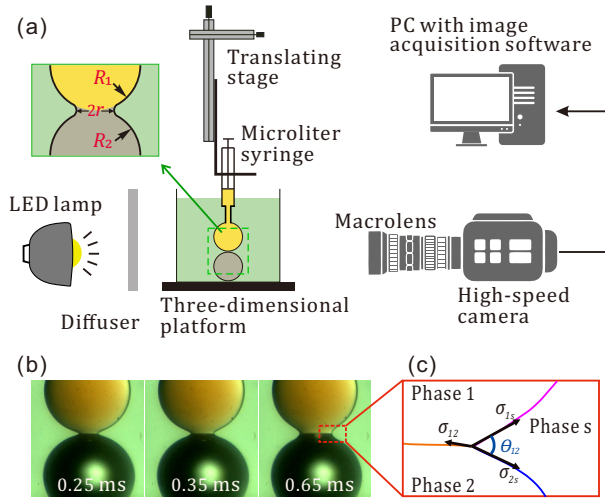 (a)
Translating
stage
PC with image
acquisition software
R₁
2r
R₂
Microliter
syringe
LED lamp
Macrolens
Diffuser
Three-dimensional
platform
High-speed
camera
(b)
(c)
0.25 ms
0.35 ms
0.65 ms
Phase 1
σ₁ₛ
σ₁₂
Phase s
θ₁₂
σ₂ₛ
Phase 2